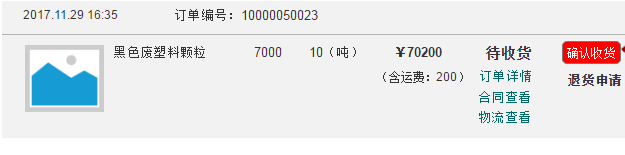 2017.11.29 16:35 订单编号：10000050023
黑色废塑料颗粒 7000 10（吨） ￥70200 待收货 确认收货
（含运费：200） 订单详情 退货申请
合同查看
物流查看